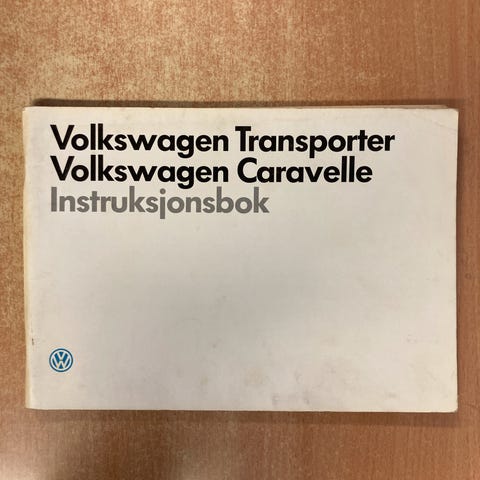 Volkswagen Transporter
Volkswagen Caravelle
Instruksjonsbok
VW